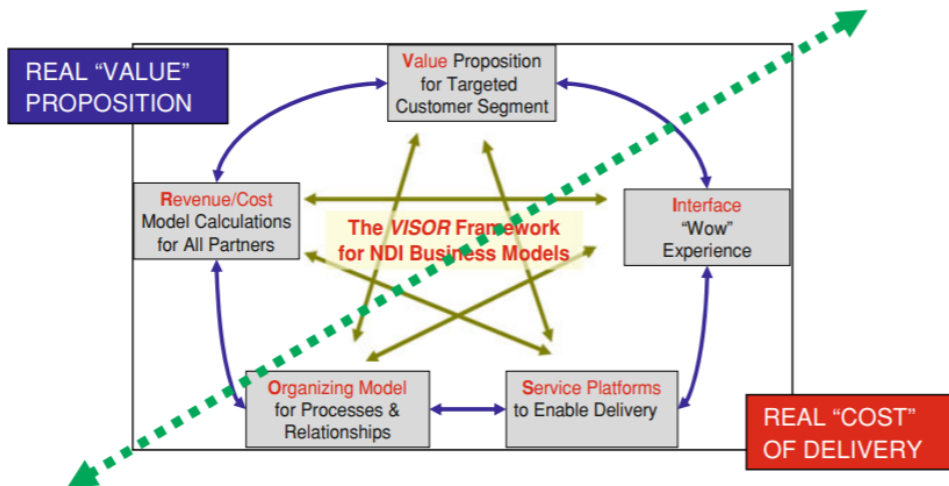 REAL “VALUE”
PROPOSITION
Value Proposition
for Targeted
Customer Segment
Revenue/Cost
Model Calculations
for All Partners
The VISOR Framework
for NDI Business Models
Interface
“Wow”
Experience
Organizing Model
for Processes &
Relationships
Service Platforms
to Enable Delivery
REAL “COST”
OF DELIVERY